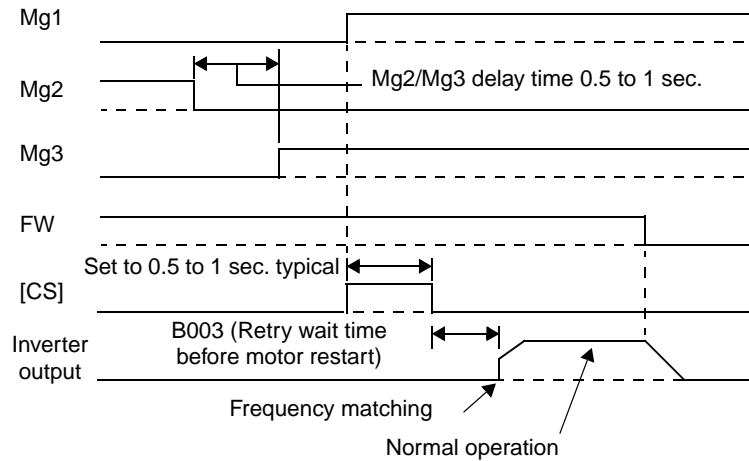 Mg1
Mg2/Mg3 delay time 0.5 to 1 sec.
Mg2
Mg3
FW
Set to 0.5 to 1 sec. typical
[CS]
B003 (Retry wait time
before motor restart)
Inverter
output
Frequency matching
Normal operation